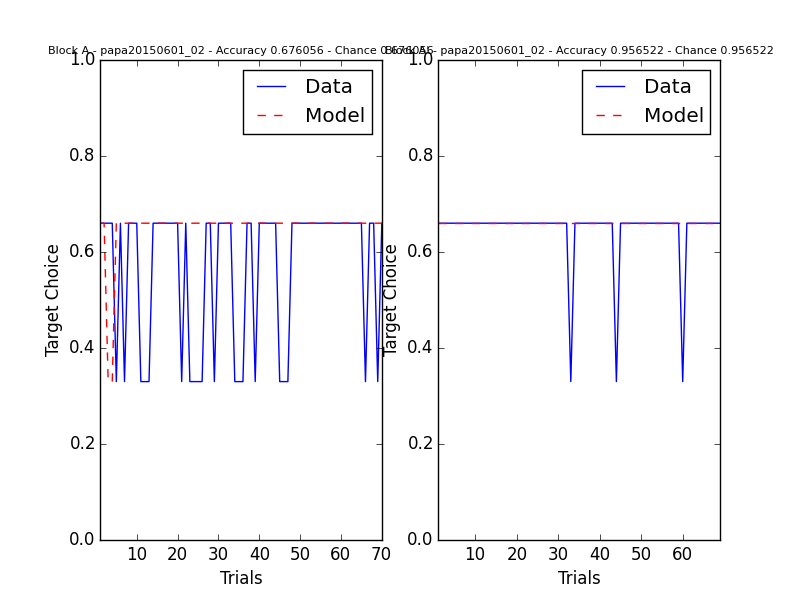 Block A - papa20150601_02 - Accuracy 0.676056 - Chance 0.676056
papa20150601_02 - Accuracy 0.956522 - Chance 0.956522
1.0
0.8
0.6
0.4
0.2
0.0
Target Choice
10 20 30 40 50 60 70
Trials
Data
Model
1.0
0.8
0.6
0.4
0.2
0.0
Target Choice
10 20 30 40 50 60
Trials
Data
Model